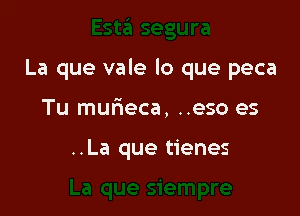 Está segura
La que vale lo que peca
Tu muñeca, ..eso es
..La que tienes
La que siempre